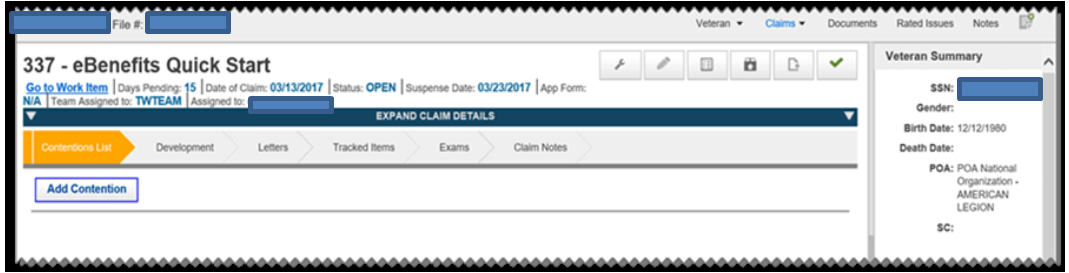 File #:
Veteran Claims Documents Rated Issues Notes
337 - eBenefits Quick Start
Go to Work Item Days Pending: 15 Date of Claim: 03/13/2017 Status: OPEN Suspense Date: 03/23/2017 App Form:
N/A Team Assigned to: TWTEAM Assigned to:
EXPAND CLAIM DETAILS
Contentions List Development Letters Tracked Items Exams Claim Notes
Add Contention
Veteran Summary
SSN:
Gender:
Birth Date: 12/12/1980
Death Date:
POA: POA National
Organization -
AMERICAN
LEGION
SC: